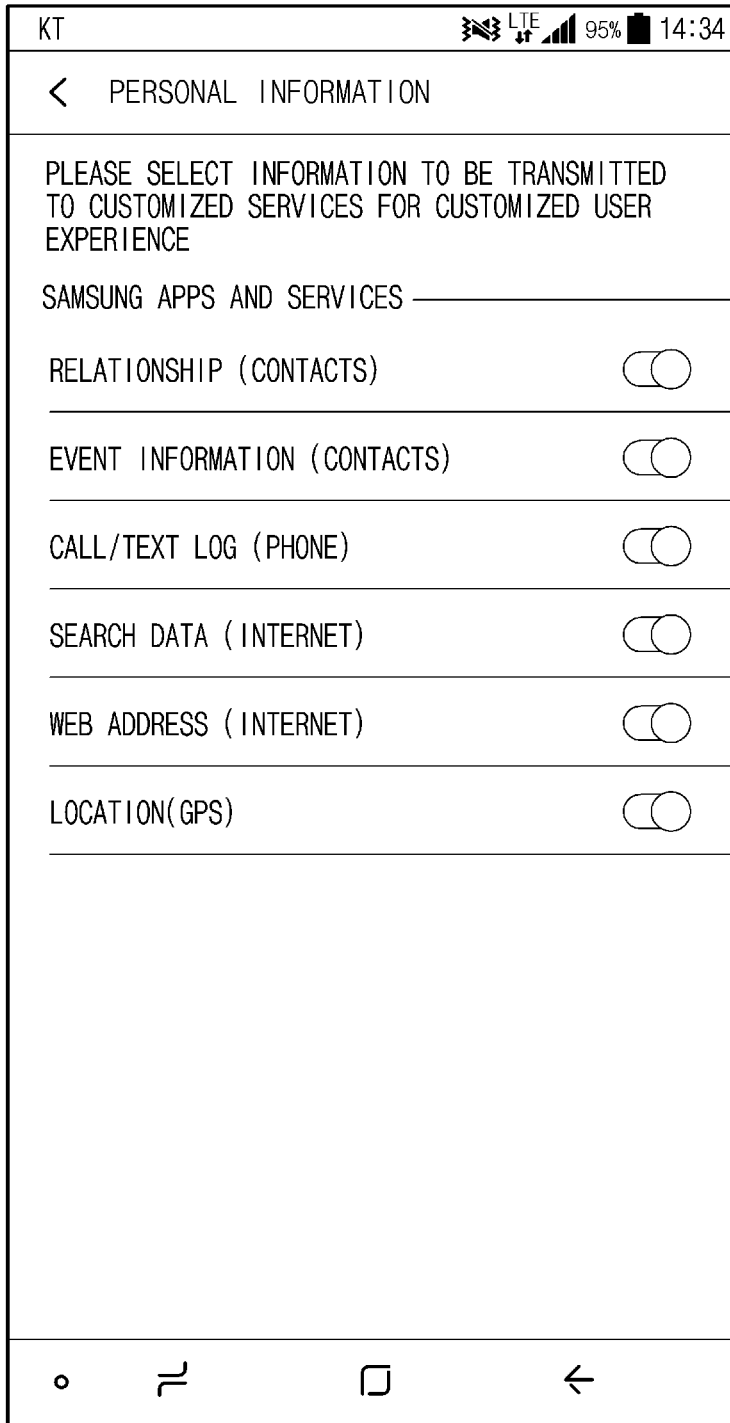 KT LTE 95% 14:34
PERSONAL INFORMATION
PLEASE SELECT INFORMATION TO BE TRANSMITTED
TO CUSTOMIZED SERVICES FOR CUSTOMIZED USER
EXPERIENCE
SAMSUNG APPS AND SERVICES
RELATIONSHIP (CONTACTS)
EVENT INFORMATION (CONTACTS)
CALL/TEXT LOG (PHONE)
SEARCH DATA (INTERNET)
WEB ADDRESS (INTERNET)
LOCATION(GPS)